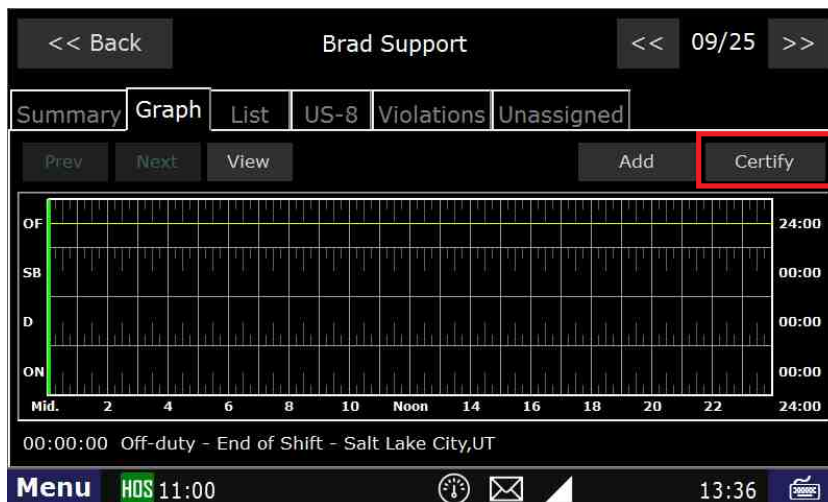 << Back Brad Support << 09/25 >>
Summary Graph List US-8 Violations Unassigned
Prev Next View Add Certify
OF 24:00
SB 00:00
D 00:00
ON 00:00
Mid. 2 4 6 8 10 Noon 14 16 18 20 22 24:00
00:00:00 Off-duty - End of Shift - Salt Lake City,UT
Menu HOS 11:00 13:36